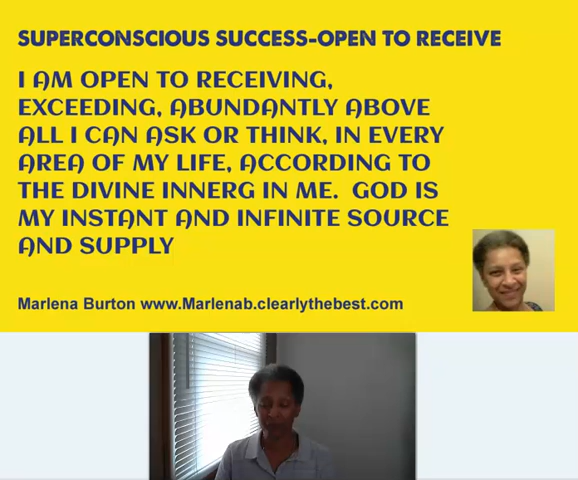 SUPERCONSCIOUS SUCCESS-OPEN TO RECEIVE
I AM OPEN TO RECEIVING,
EXCEEDING, ABUNDANTLY ABOVE
ALL I CAN ASK OR THINK, IN EVERY
AREA OF MY LIFE, ACCORDING TO
THE DIVINE INNERG IN ME. GOD IS
MY INSTANT AND INFINITE SOURCE
AND SUPPLY
Marlena Burton www.Marlenab.clearlythebest.com